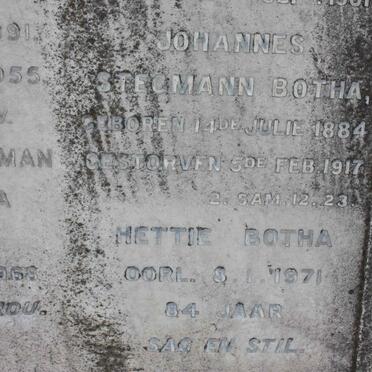 JOHANNES
STEGMANN BOTHA,
GEBOREN 14DE JULIE 1884
GESTORVEN 5DE FEB. 1917
2. SAM. 12. 23.
HETTIE BOTHA
OORL. 8. 1. 1971
84 JAAR
SAG EN STIL.